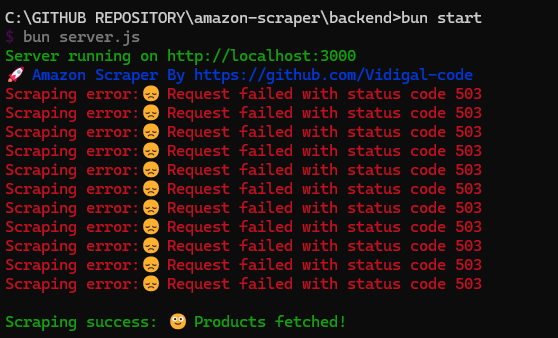 C:\GITHUB REPOSITORY\amazon-scraper\backend>bun start
$ bun server.js
Server running on http://localhost:3000
🚀 Amazon Scraper By https://github.com/Vidigal-code
Scraping error:😞 Request failed with status code 503
Scraping error:😞 Request failed with status code 503
Scraping error:😞 Request failed with status code 503
Scraping error:😞 Request failed with status code 503
Scraping error:😞 Request failed with status code 503
Scraping error:😞 Request failed with status code 503
Scraping error:😞 Request failed with status code 503
Scraping error:😞 Request failed with status code 503
Scraping error:😞 Request failed with status code 503
Scraping error:😞 Request failed with status code 503
Scraping error:😞 Request failed with status code 503
Scraping success: 😳 Products fetched!